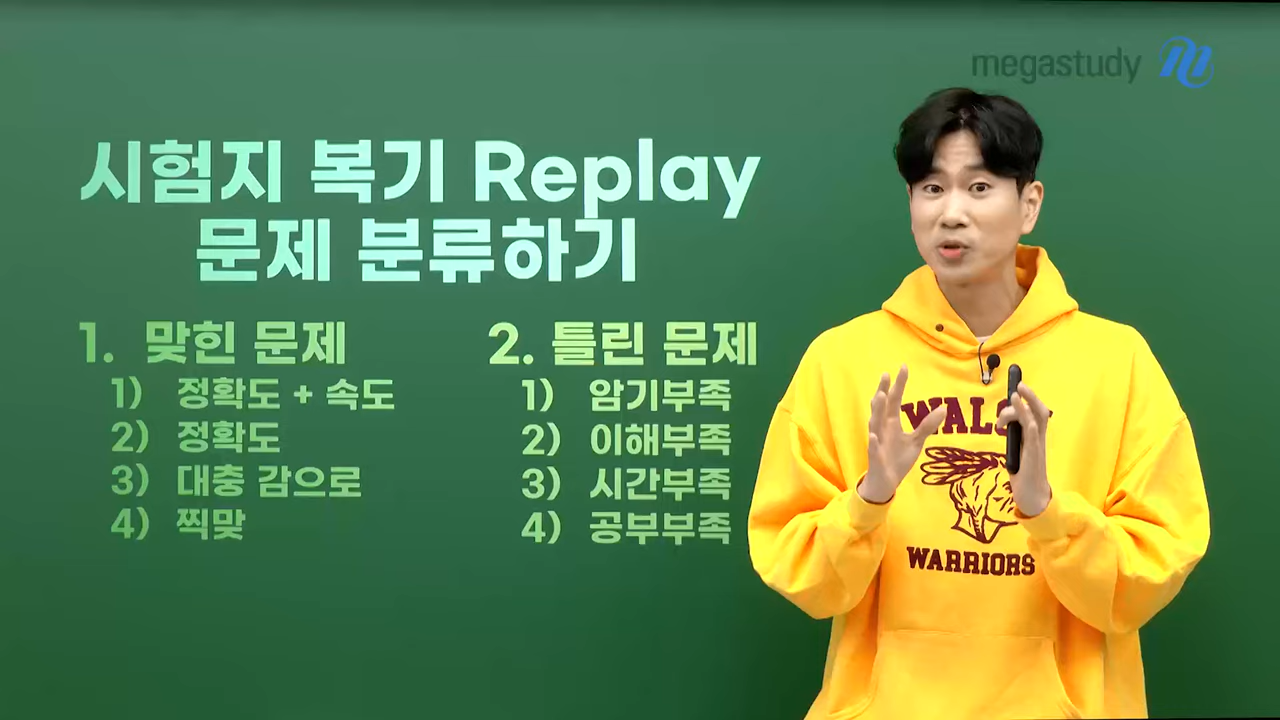 megastudy
시험지 복기 Replay
문제 분류하기
1. 맞힌 문제
1) 정확도 + 속도
2) 정확도
3) 대충 감으로
4) 찍맞
2. 틀린 문제
1) 암기부족
2) 이해부족
3) 시간부족
4) 공부부족
WARRIORS